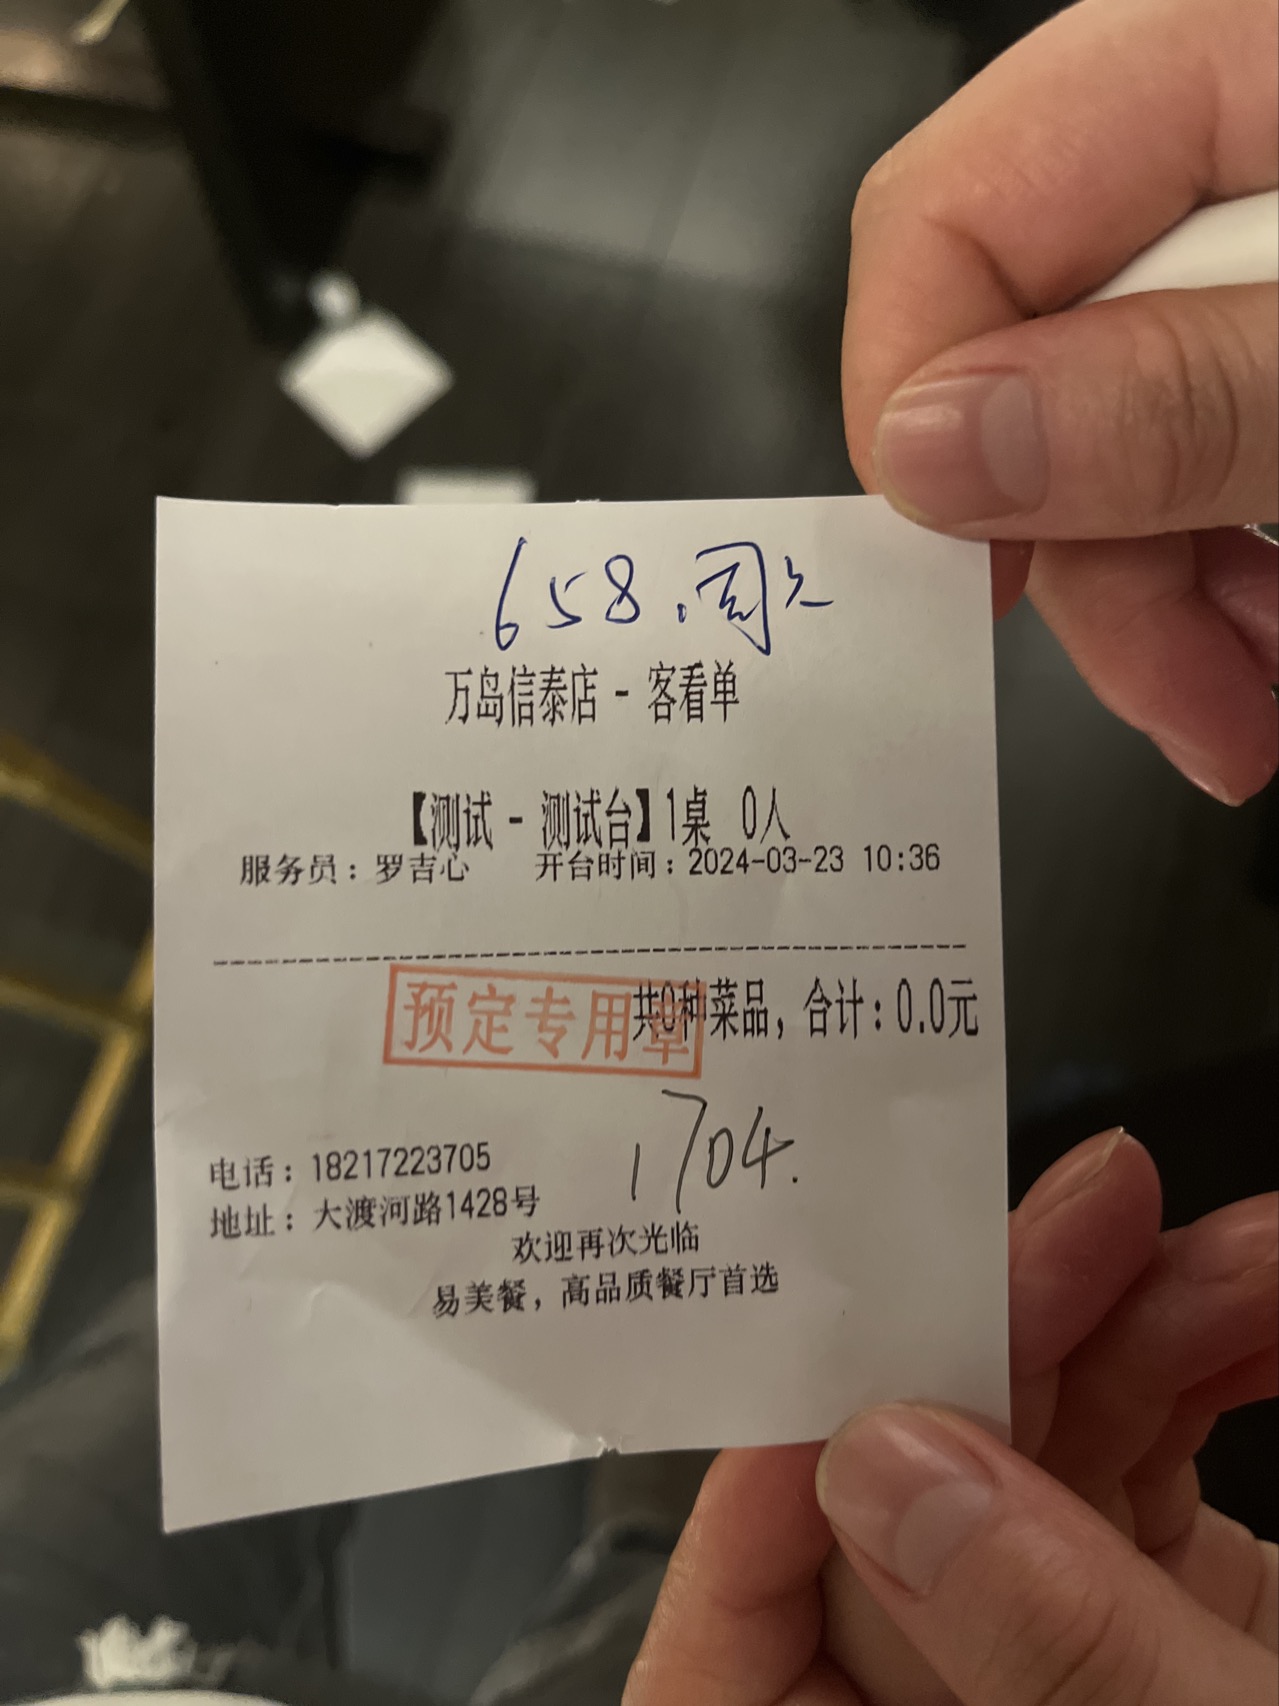 658.周久
万岛信泰店 - 客看单
【测试 - 测试台】1桌 0人
服务员：罗吉心 开台时间：2024-03-23 10:36
共0种菜品，合计：0.0元
预定专用章
1704.
电话：18217223705
地址：大渡河路1428号
欢迎再次光临
易美餐，高品质餐厅首选